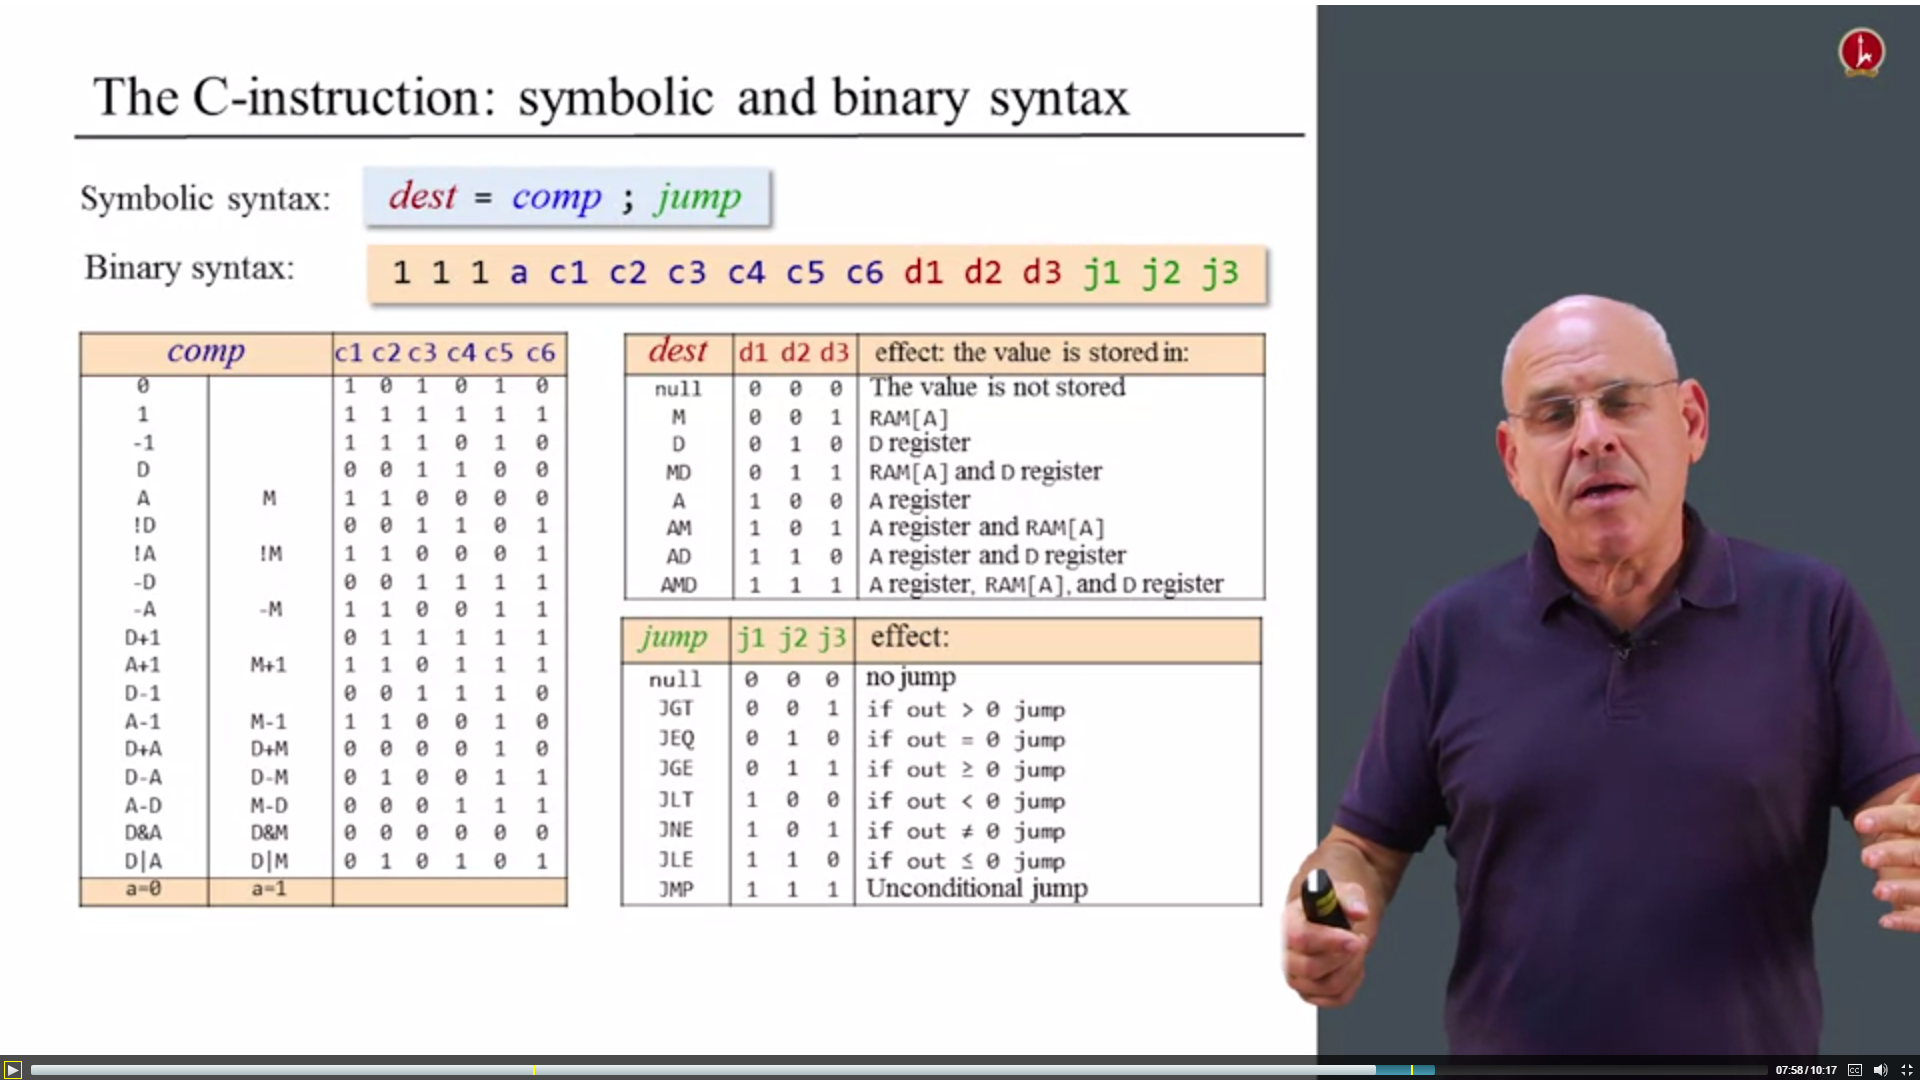 The C-instruction: symbolic and binary syntax
Symbolic syntax: dest = comp ; jump
Binary syntax: 1 1 1 a c1 c2 c3 c4 c5 c6 d1 d2 d3 j1 j2 j3
comp c1 c2 c3 c4 c5 c6
0 1 0 1 0 1 0
1 1 1 1 1 1 1
-1 1 1 1 0 1 0
D 0 0 1 1 0 0
A M 1 1 0 0 0 0
!D 0 0 1 1 0 1
!A !M 1 1 0 0 0 1
-D 0 0 1 1 1 1
-A -M 1 1 0 0 1 1
D+1 0 1 1 1 1 1
A+1 M+1 1 1 0 1 1 1
D-1 0 0 1 1 1 0
A-1 M-1 1 1 0 0 1 0
D+A D+M 0 0 0 0 1 0
D-A D-M 0 1 0 0 1 1
A-D M-D 0 0 0 1 1 1
D&A D&M 0 0 0 0 0 0
D|A D|M 0 1 0 1 0 1
a=0 a=1
dest d1 d2 d3 effect: the value is stored in:
null 0 0 0 The value is not stored
M 0 0 1 RAM[A]
D 0 1 0 D register
MD 0 1 1 RAM[A] and D register
A 1 0 0 A register
AM 1 0 1 A register and RAM[A]
AD 1 1 0 A register and D register
AMD 1 1 1 A register, RAM[A], and D register
jump j1 j2 j3 effect:
null 0 0 0 no jump
JGT 0 0 1 if out > 0 jump
JEQ 0 1 0 if out = 0 jump
JGE 0 1 1 if out ≥ 0 jump
JLT 1 0 0 if out < 0 jump
JNE 1 0 1 if out ≠ 0 jump
JLE 1 1 0 if out ≤ 0 jump
JMP 1 1 1 Unconditional jump
07:58 / 10:17 CC